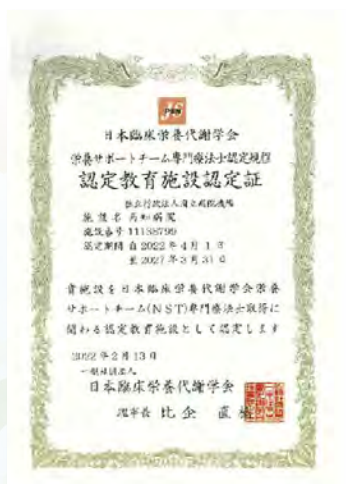 日本臨床栄養代謝学会
栄養サポートチーム専門療法士認定規程
認定教育施設認定証
独立行政法人国立病院機構
施設名 高知病院
施設番号 11138799
認定期間 自 2022年4月1日
至 2027年3月31日
貴施設を日本臨床栄養代謝学会栄養
サポートチーム(NST)専門療法士取得に
関わる認定教育施設として認定します
2022年2月13日
一般社団法人
日本臨床栄養代謝学会
理事長 比企 直樹